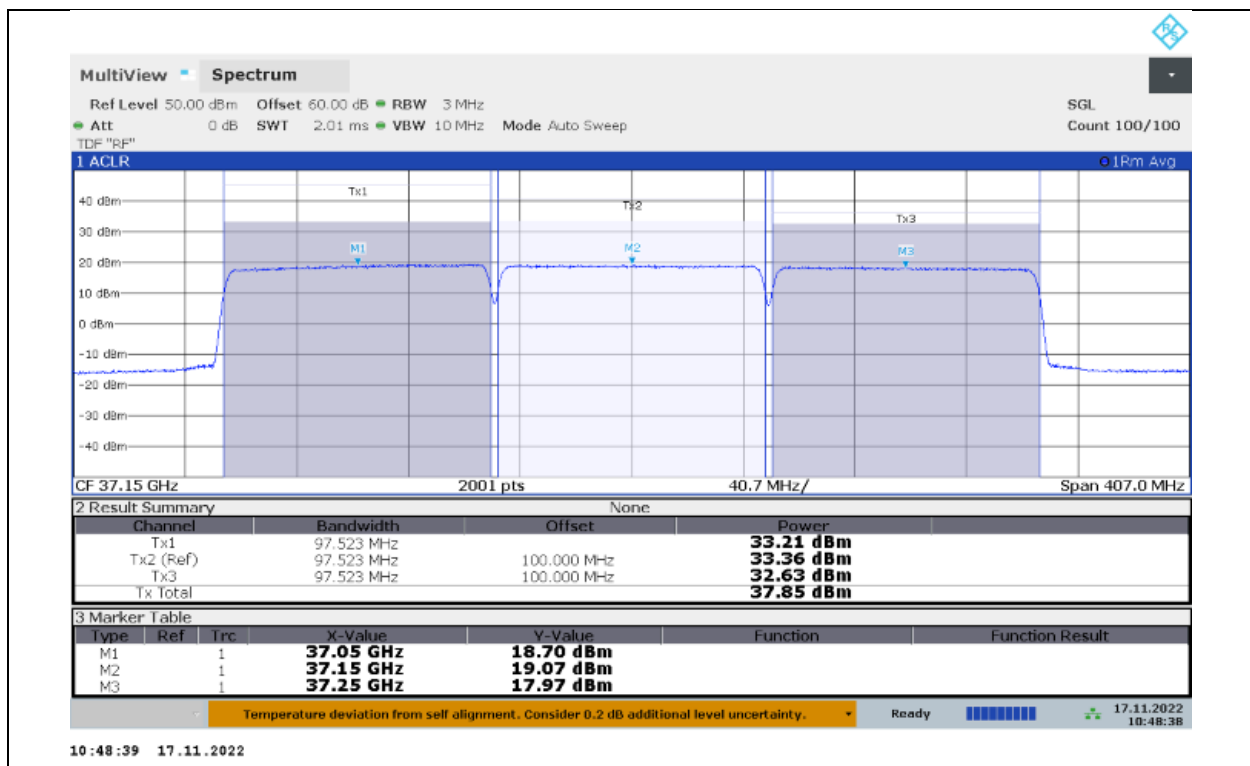 R&S
MultiView Spectrum
Ref Level 50.00 dBm Offset 60.00 dB RBW 3 MHz SGL
Att 0 dB SWT 2.01 ms VBW 10 MHz Mode Auto Sweep Count 100/100
TDF "RF"
1 ACLR 1Rm Avg
Tx1
40 dBm
Tx2
Tx3
30 dBm
M1 M2 M3
20 dBm
10 dBm
0 dBm
-10 dBm
-20 dBm
-30 dBm
-40 dBm
CF 37.15 GHz 2001 pts 40.7 MHz/ Span 407.0 MHz
2 Result Summary None
Channel Bandwidth Offset Power
Tx1 97.523 MHz 33.21 dBm
Tx2 (Ref) 97.523 MHz 100.000 MHz 33.36 dBm
Tx3 97.523 MHz 100.000 MHz 32.63 dBm
Tx Total 37.85 dBm
3 Marker Table
Type Ref Trc X-Value Y-Value Function Function Result
M1 1 37.05 GHz 18.70 dBm
M2 1 37.15 GHz 19.07 dBm
M3 1 37.25 GHz 17.97 dBm
Temperature deviation from self alignment. Consider 0.2 dB additional level uncertainty. Ready 17.11.2022
10:48:38
10:48:39 17.11.2022